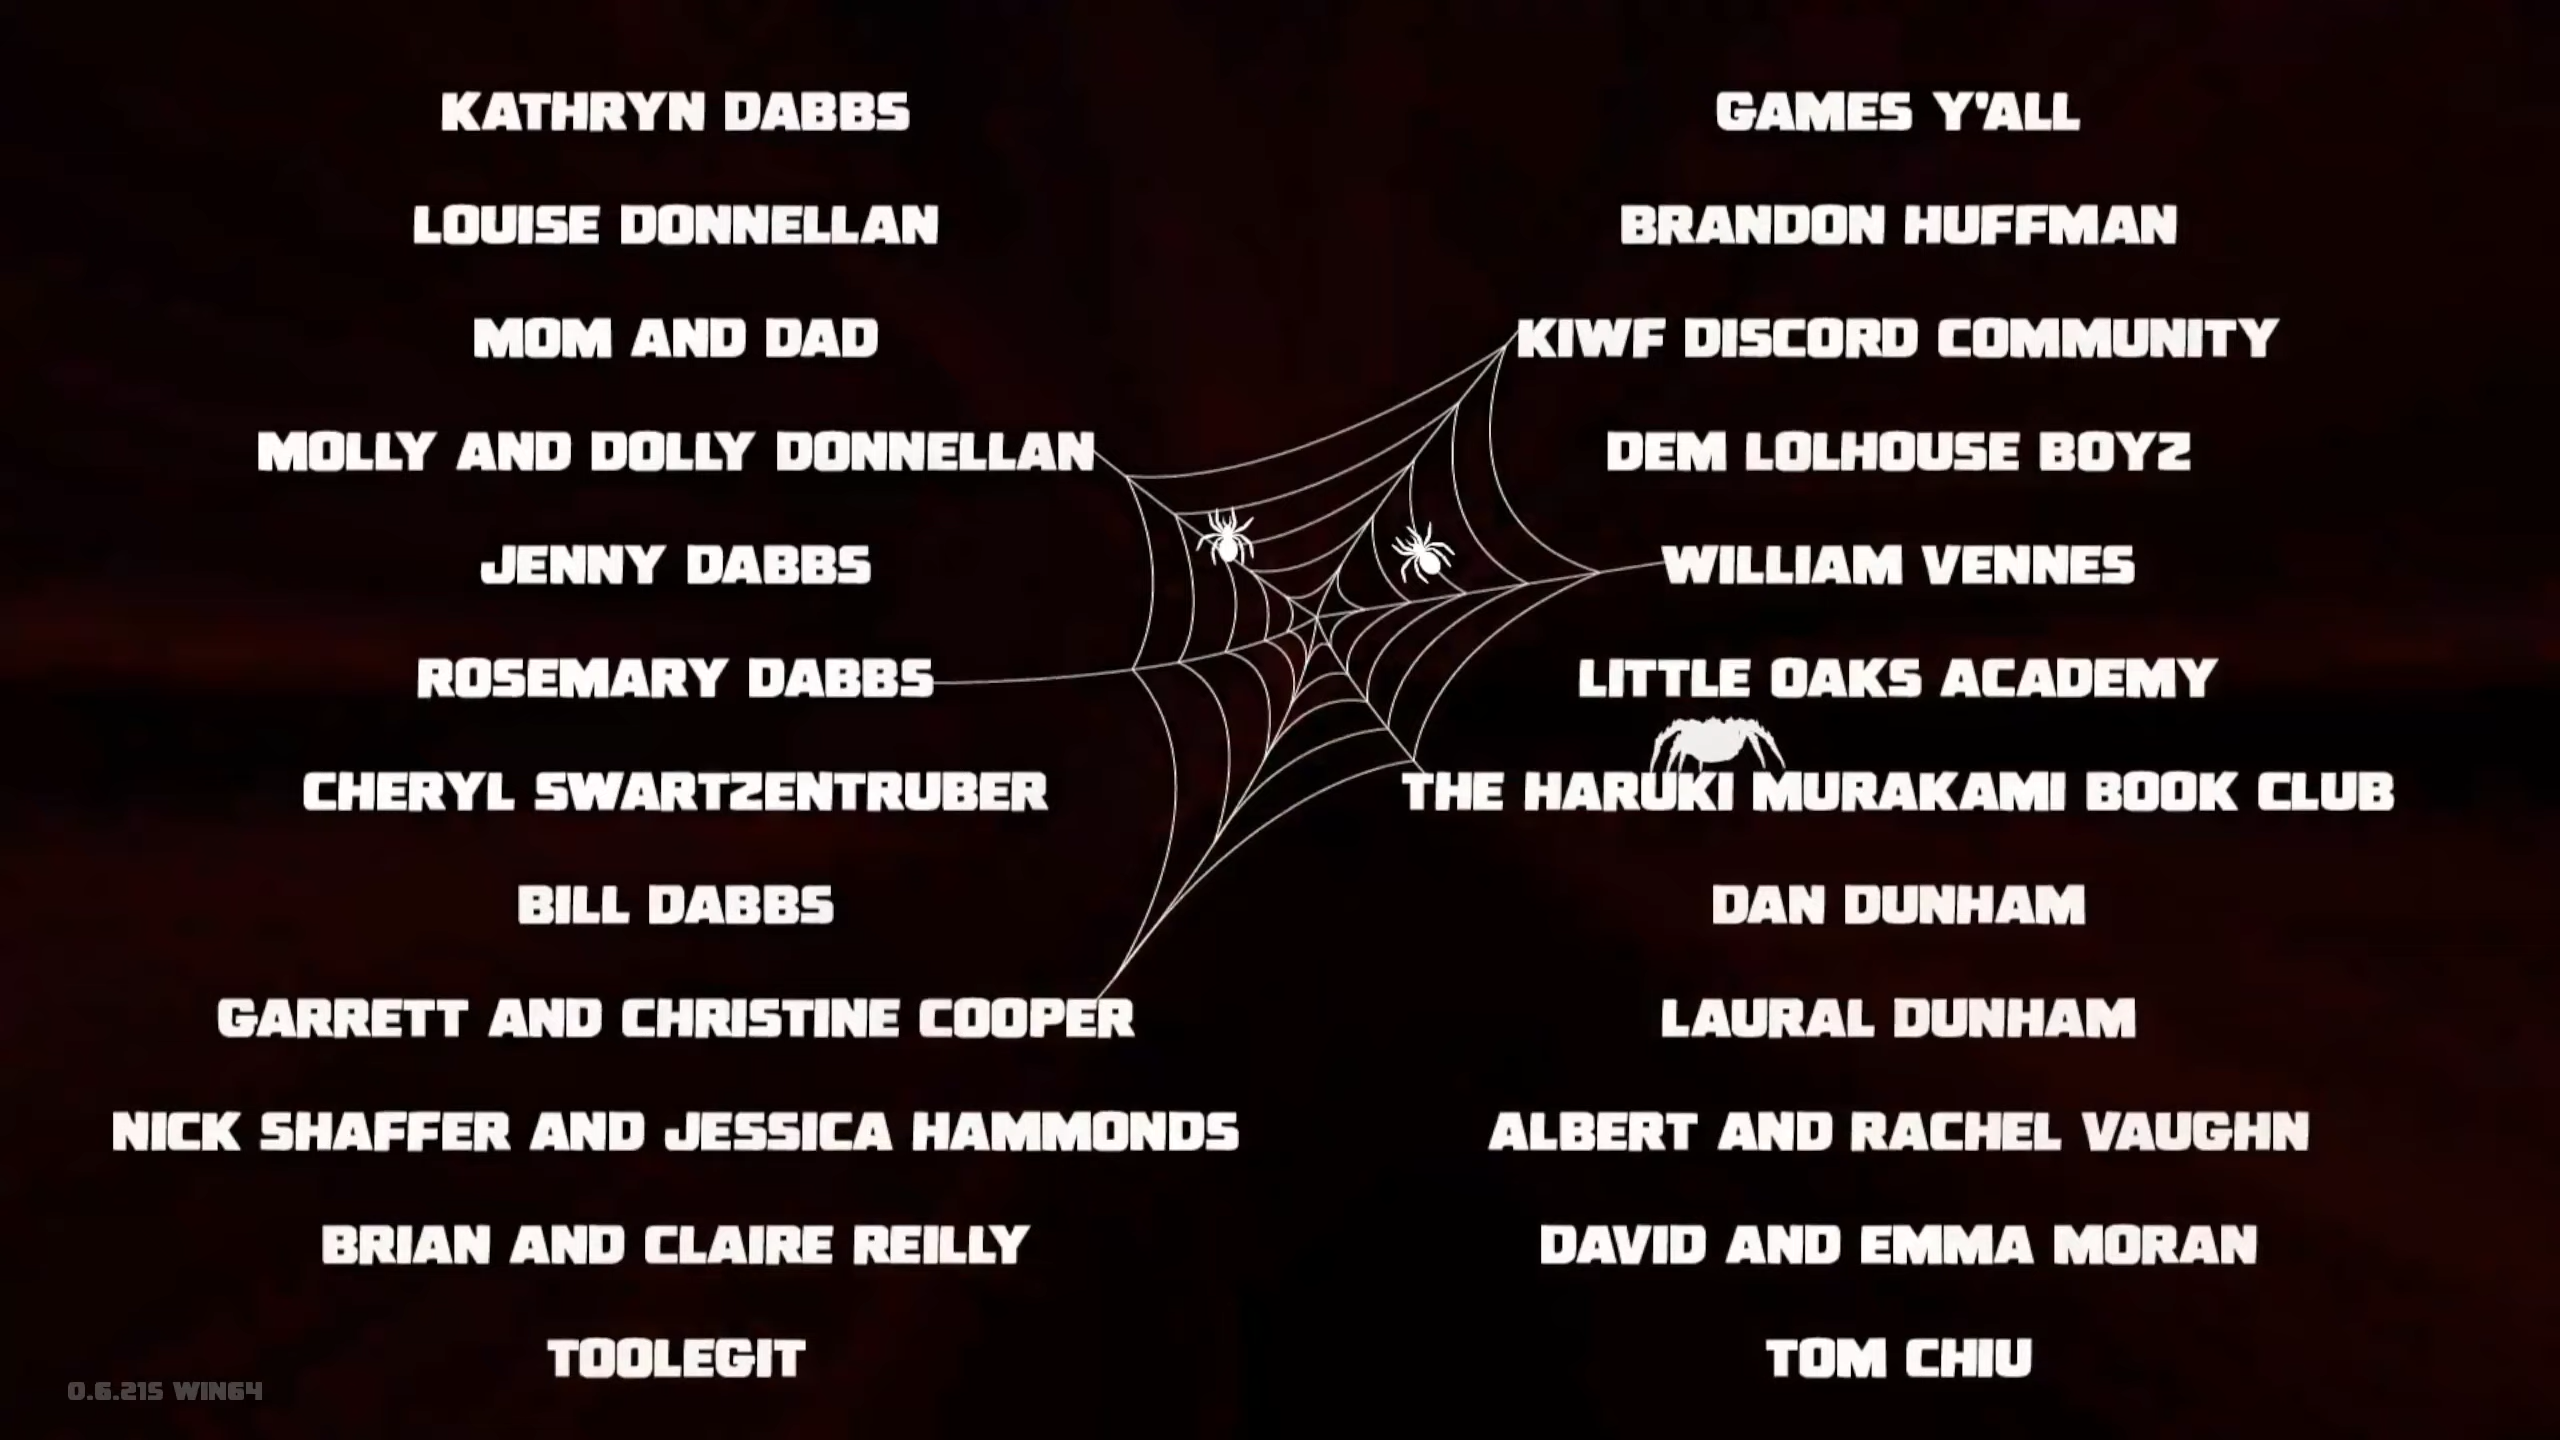 KATHRYN DABBS
LOUISE DONNELLAN
MOM AND DAD
MOLLY AND DOLLY DONNELLAN
JENNY DABBS
ROSEMARY DABBS
CHERYL SWARTZENTRUBER
BILL DABBS
GARRETT AND CHRISTINE COOPER
NICK SHAFFER AND JESSICA HAMMONDS
BRIAN AND CLAIRE REILLY
TOOLEGIT
GAMES Y'ALL
BRANDON HUFFMAN
KIWF DISCORD COMMUNITY
DEM LOLHOUSE BOYZ
WILLIAM VENNES
LITTLE OAKS ACADEMY
THE HARUKI MURAKAMI BOOK CLUB
DAN DUNHAM
LAURAL DUNHAM
ALBERT AND RACHEL VAUGHN
DAVID AND EMMA MORAN
TOM CHIU
0.6.215 WIN64